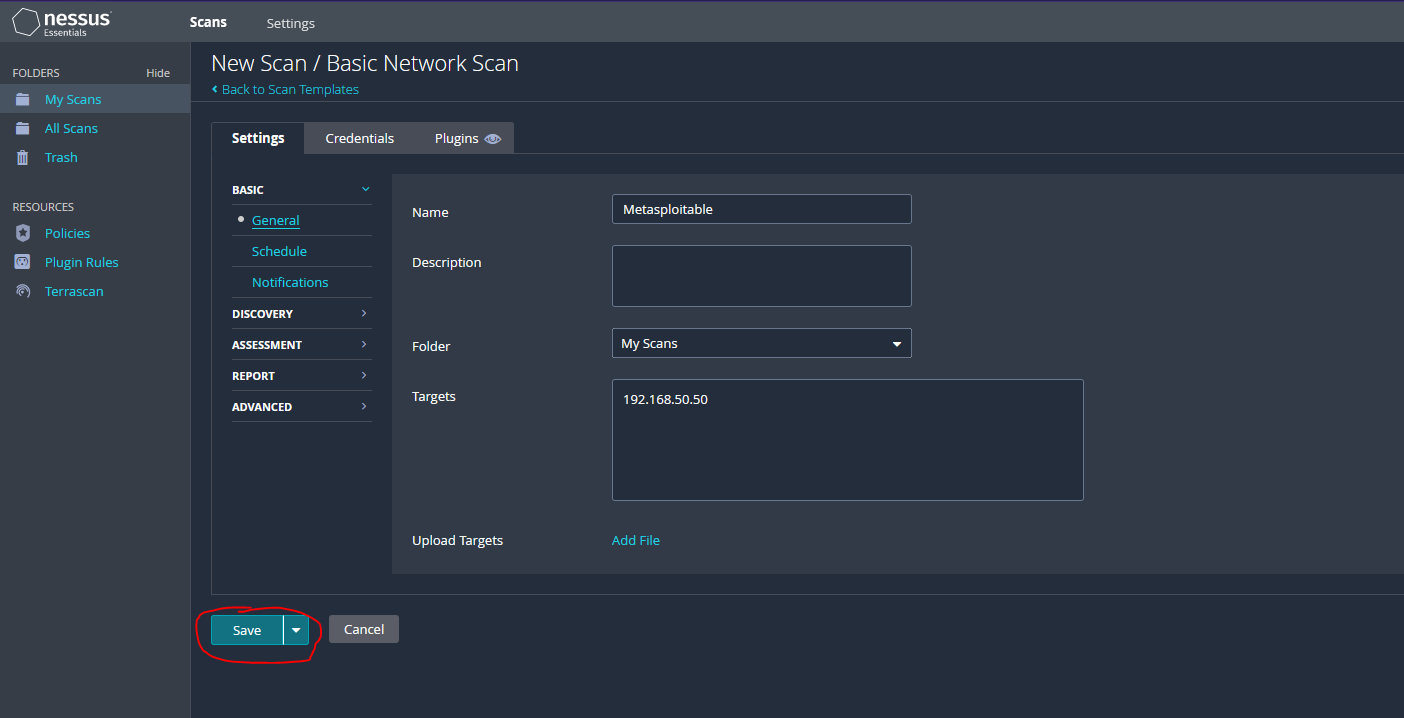 nessus
Essentials
Scans
Settings
FOLDERS
Hide
My Scans
All Scans
Trash
RESOURCES
Policies
Plugin Rules
Terrascan
New Scan / Basic Network Scan
Back to Scan Templates
Settings
Credentials
Plugins
BASIC
General
Schedule
Notifications
DISCOVERY
ASSESSMENT
REPORT
ADVANCED
Name
Metasploitable
Description
Folder
My Scans
Targets
192.168.50.50
Upload Targets
Add File
Save
Cancel